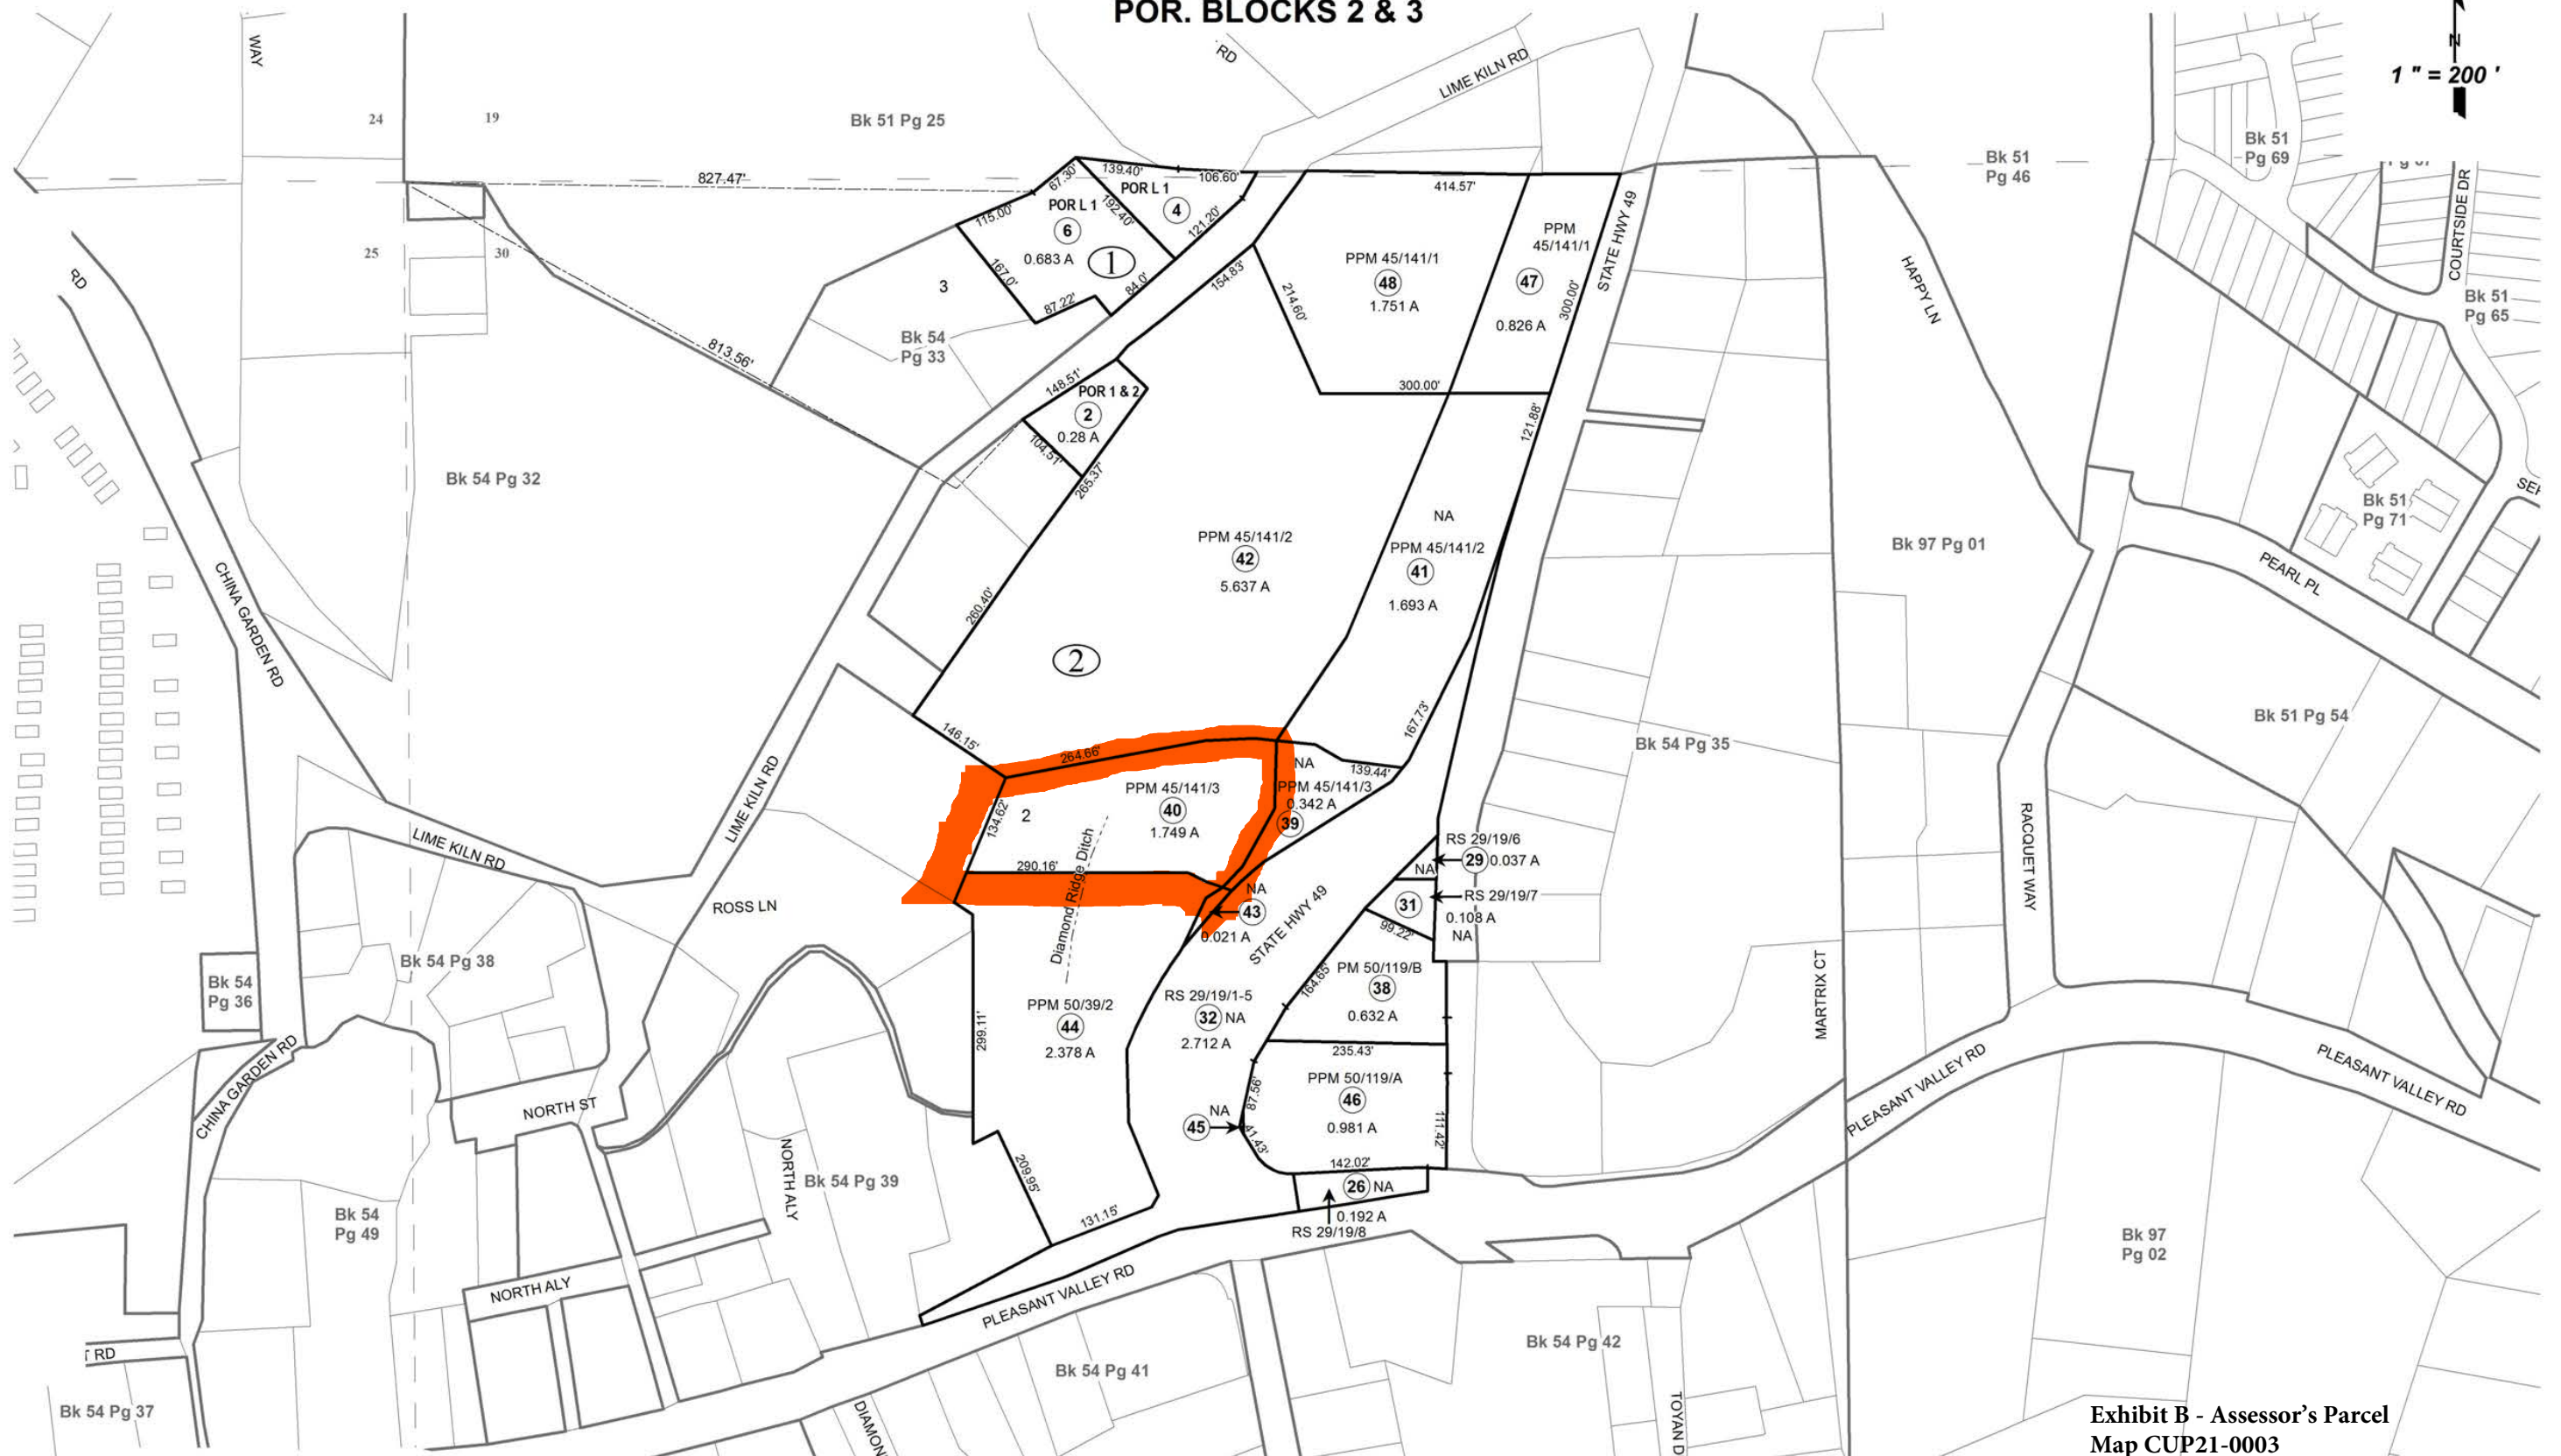 POR. BLOCKS 2 & 3
N
1 " = 200 '
WAY
RD
LIME KILN RD
24
19
Bk 51 Pg 25
Bk 51
Pg 46
Bk 51
Pg 69
COURTSIDE DR
827.47'
67.30'
139.40'
106.60'
414.57'
POR L 1
4
192.40'
121.20'
115.00'
POR L 1
6
0.683 A
1
167.0'
87.22'
84.0'
154.83'
214.60'
PPM 45/141/1
48
1.751 A
PPM
45/141/1
47
0.826 A
300.00'
STATE HWY 49
HAPPY LN
Bk 51
Pg 65
25
30
RD
3
Bk 54
Pg 33
813.56'
148.51'
POR 1 & 2
2
0.28 A
104.51'
265.37'
300.00'
121.88'
Bk 54 Pg 32
Bk 51
Pg 71
PPM 45/141/2
42
5.637 A
NA
PPM 45/141/2
41
1.693 A
Bk 97 Pg 01
PEARL PL
CHINA GARDEN RD
260.40'
2
146.15'
264.66'
167.73'
Bk 54 Pg 35
Bk 51 Pg 54
LIME KILN RD
NA
139.44'
PPM 45/141/3
0.342 A
39
PPM 45/141/3
40
1.749 A
2
134.62'
290.16'
Diamond Ridge Ditch
LIME KILN RD
RS 29/19/6
29
0.037 A
NA
RS 29/19/7
31
0.108 A
NA
99.22'
RACQUET WAY
ROSS LN
NA
43
0.021 A
STATE HWY 49
Bk 54 Pg 38
Bk 54
Pg 36
PM 50/119/B
38
0.632 A
164.65'
PPM 50/39/2
44
2.378 A
299.11'
RS 29/19/1-5
32 NA
2.712 A
235.43'
PPM 50/119/A
46
0.981 A
87.56'
111.42'
NA
45
41.43'
142.02'
26 NA
0.192 A
RS 29/19/8
MARTRIX CT
CHINA GARDEN RD
NORTH ST
NORTH ALY
Bk 54 Pg 39
209.95'
131.15'
PLEASANT VALLEY RD
PLEASANT VALLEY RD
Bk 54
Pg 49
NORTH ALY
PLEASANT VALLEY RD
Bk 97
Pg 02
RD
Bk 54 Pg 37
Bk 54 Pg 41
Bk 54 Pg 42
Exhibit B - Assessor's Parcel
Map CUP21-0003